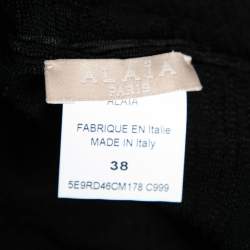 ALAÏA
PARIS
ALAÏA
FABRIQUE EN Italie
MADE IN Italy
38
5E9RD46CM178 C999